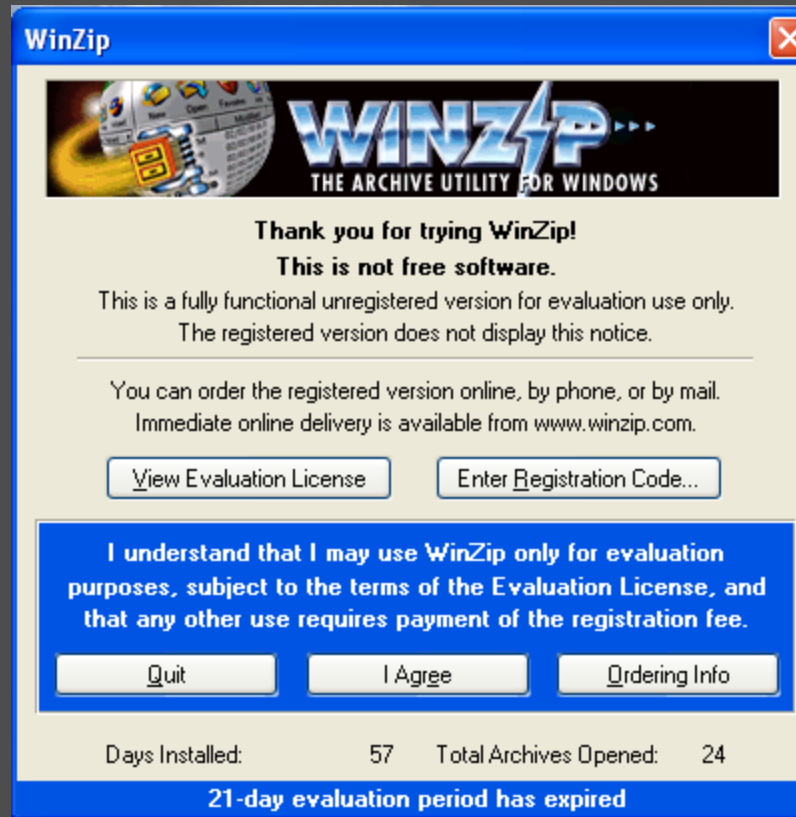 WinZip
WINZIP
THE ARCHIVE UTILITY FOR WINDOWS
Thank you for trying WinZip!
This is not free software.
This is a fully functional unregistered version for evaluation use only.
The registered version does not display this notice.
You can order the registered version online, by phone, or by mail.
Immediate online delivery is available from www.winzip.com.
View Evaluation License Enter Registration Code...
I understand that I may use WinZip only for evaluation
purposes, subject to the terms of the Evaluation License, and
that any other use requires payment of the registration fee.
Quit I Agree Ordering Info
Days Installed: 57 Total Archives Opened: 24
21-day evaluation period has expired